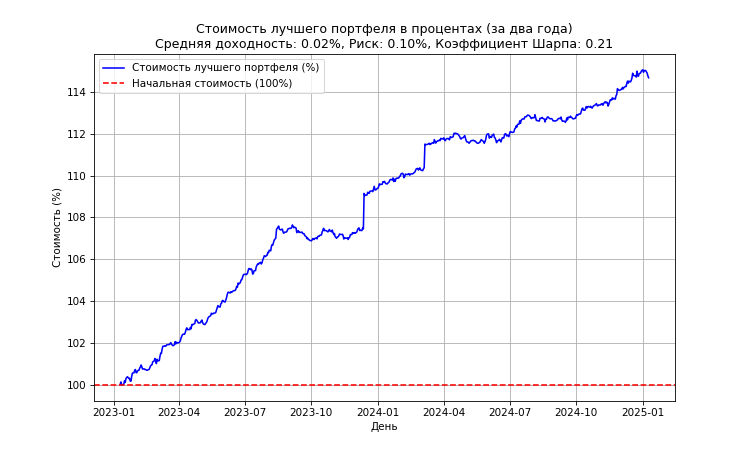 Стоимость лучшего портфеля в процентах (за два года)
Средняя доходность: 0.02%, Риск: 0.10%, Коэффициент Шарпа: 0.21
Стоимость лучшего портфеля (%)
Начальная стоимость (100%)
Стоимость (%)
114
112
110
108
106
104
102
100
2023-01 2023-04 2023-07 2023-10 2024-01 2024-04 2024-07 2024-10 2025-01
День